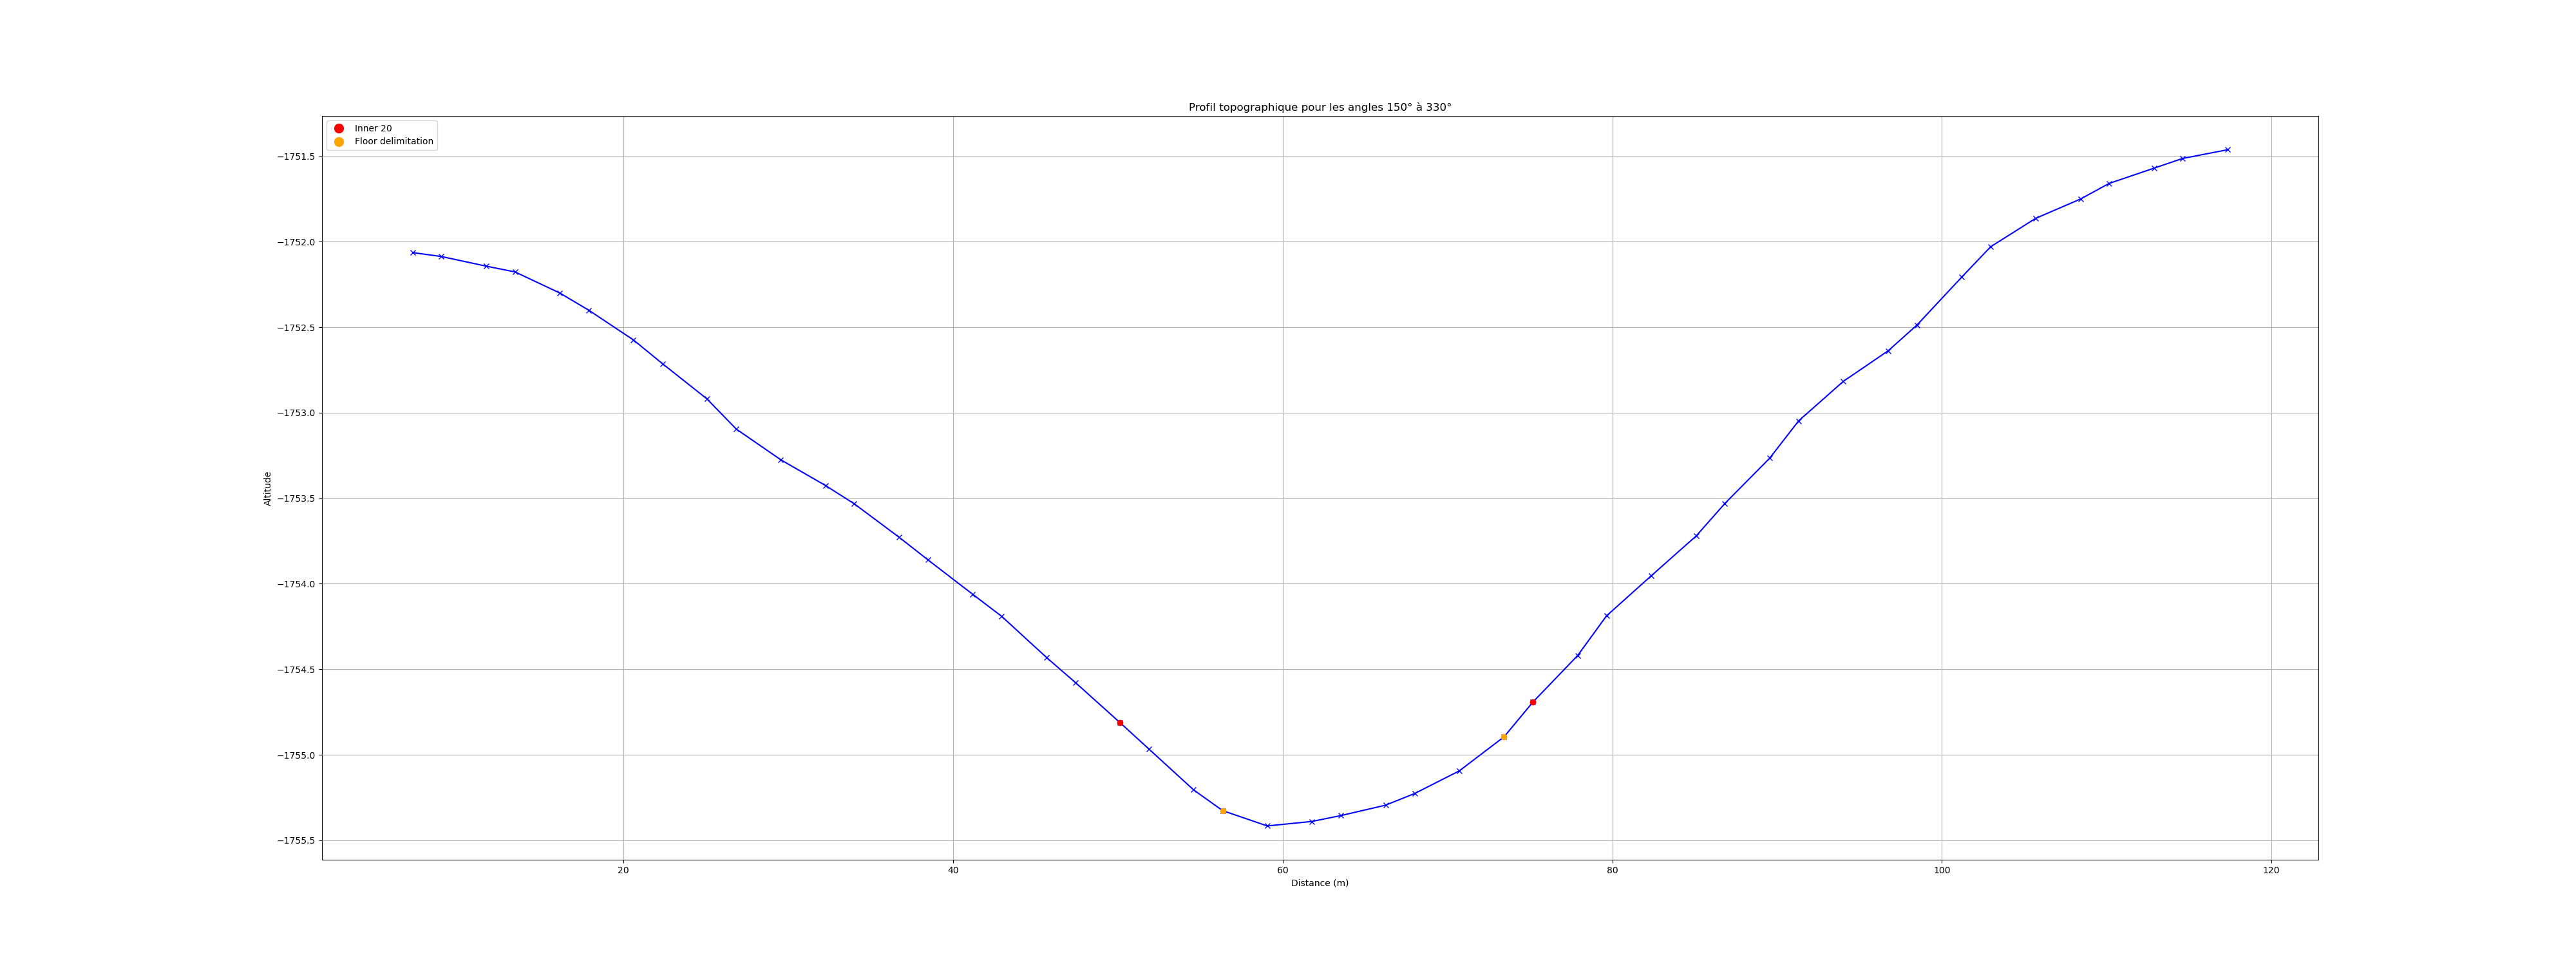 Profil topographique pour les angles 150° à 330°
Inner 20
Floor delimitation
Altitude
−1751.5
−1752.0
−1752.5
−1753.0
−1753.5
−1754.0
−1754.5
−1755.0
−1755.5
20 40 60 80 100 120
Distance (m)